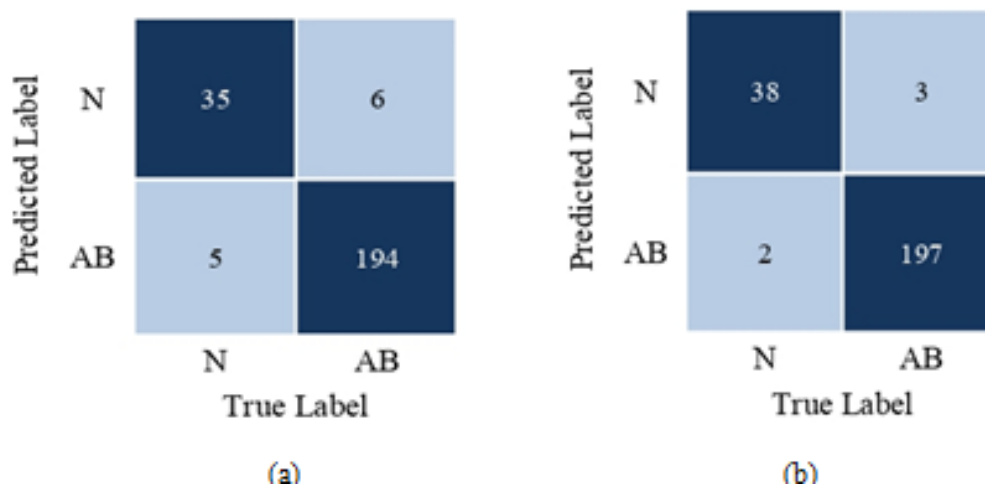 Predicted Label
N
35
6
AB
5
194
N
AB
True Label
(a)
Predicted Label
N
38
3
AB
2
197
N
AB
True Label
(b)